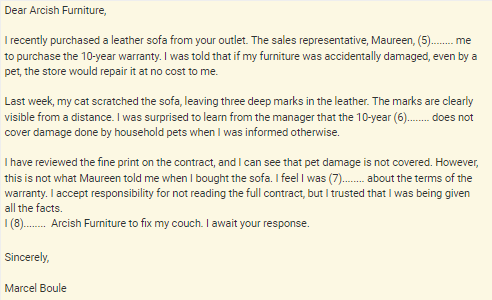 Dear Arcish Furniture,
I recently purchased a leather sofa from your outlet. The sales representative, Maureen, (5)........ me
to purchase the 10-year warranty. I was told that if my furniture was accidentally damaged, even by a
pet, the store would repair it at no cost to me.
Last week, my cat scratched the sofa, leaving three deep marks in the leather. The marks are clearly
visible from a distance. I was surprised to learn from the manager that the 10-year (6)........ does not
cover damage done by household pets when I was informed otherwise.
I have reviewed the fine print on the contract, and I can see that pet damage is not covered. However,
this is not what Maureen told me when I bought the sofa. I feel I was (7)........ about the terms of the
warranty. I accept responsibility for not reading the full contract, but I trusted that I was being given
all the facts.
I (8)........ Arcish Furniture to fix my couch. I await your response.
Sincerely,
Marcel Boule